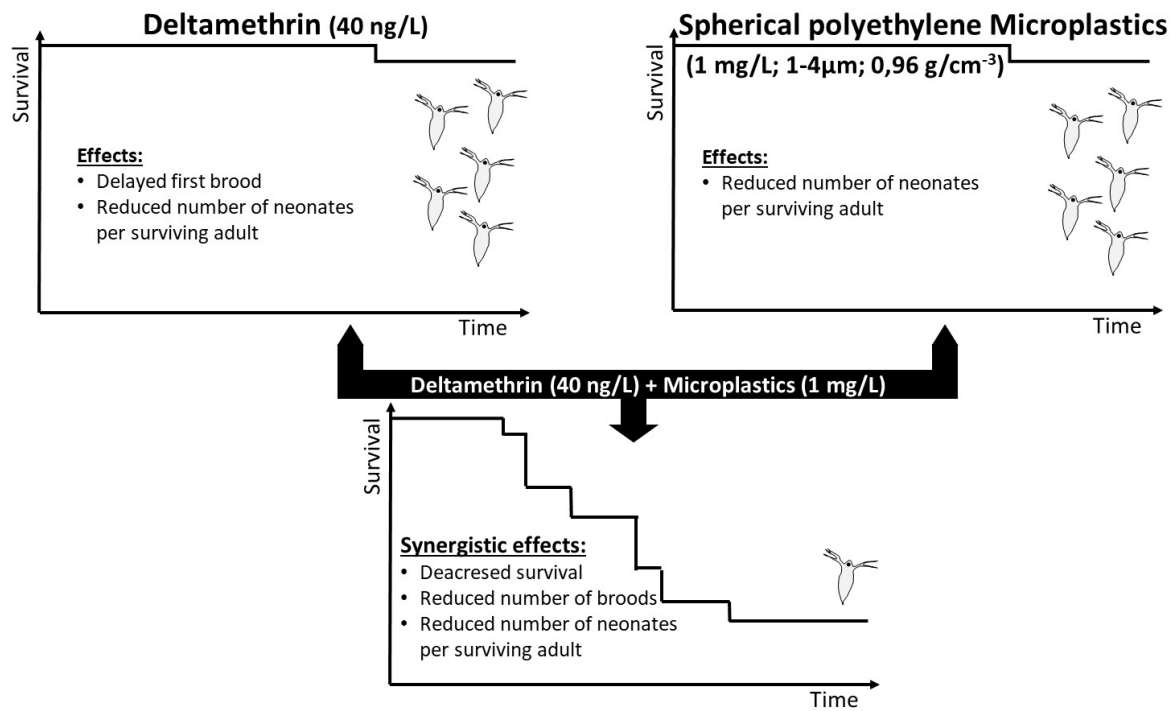 Deltamethrin (40 ng/L)
Survival
Effects:
• Delayed first brood
• Reduced number of neonates
per surviving adult
Time
Spherical polyethylene Microplastics
(1 mg/L; 1-4µm; 0,96 g/cm-3)
Survival
Effects:
• Reduced number of neonates
per surviving adult
Time
Deltamethrin (40 ng/L) + Microplastics (1 mg/L)
Survival
Synergistic effects:
• Deacresed survival
• Reduced number of broods
• Reduced number of neonates
per surviving adult
Time